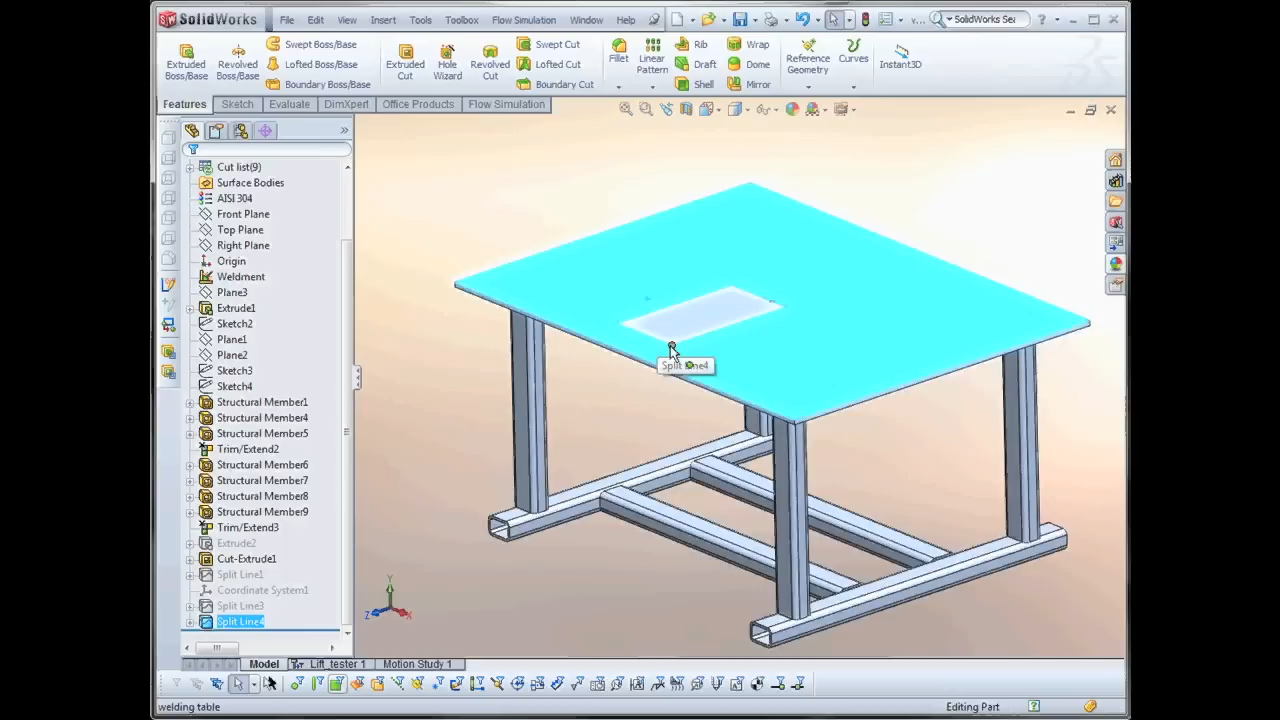 SolidWorks File Edit View Insert Tools Toolbox Flow Simulation Window Help v... SolidWorks Sea ?
Extruded Boss/Base
Revolved Boss/Base
Swept Boss/Base
Lofted Boss/Base
Boundary Boss/Base
Extruded Cut
Hole Wizard
Revolved Cut
Swept Cut
Lofted Cut
Boundary Cut
Fillet
Linear Pattern
Rib
Draft
Shell
Wrap
Dome
Mirror
Reference Geometry
Curves
Instant3D
Features Sketch Evaluate DimXpert Office Products Flow Simulation
Cut list(9)
Surface Bodies
AISI 304
Front Plane
Top Plane
Right Plane
Origin
Weldment
Plane3
Extrude1
Sketch2
Plane1
Plane2
Sketch3
Sketch4
Structural Member1
Structural Member4
Structural Member5
Trim/Extend2
Structural Member6
Structural Member7
Structural Member8
Structural Member9
Trim/Extend3
Extrude2
Cut-Extrude1
Split Line1
Coordinate System1
Split Line3
Split Line4
Y
Z X
Model Lift_tester 1 Motion Study 1
welding table Editing Part